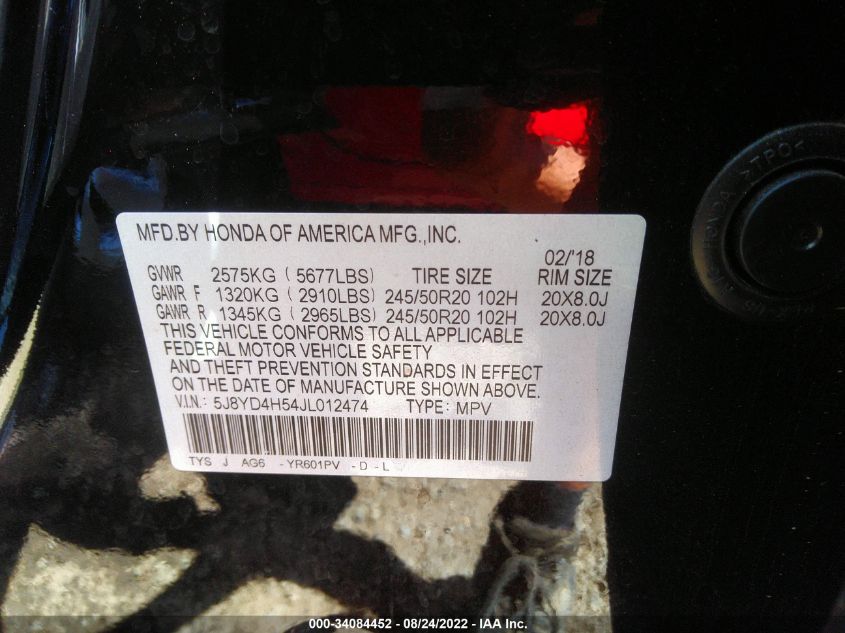 MFD.BY HONDA OF AMERICA MFG.,INC.
02/'18
GVWR 2575KG ( 5677LBS) TIRE SIZE RIM SIZE
GAWR F 1320KG ( 2910LBS) 245/50R20 102H 20X8.0J
GAWR R 1345KG ( 2965LBS) 245/50R20 102H 20X8.0J
THIS VEHICLE CONFORMS TO ALL APPLICABLE
FEDERAL MOTOR VEHICLE SAFETY
AND THEFT PREVENTION STANDARDS IN EFFECT
ON THE DATE OF MANUFACTURE SHOWN ABOVE.
V.I.N.: 5J8YD4H54JL012474 TYPE: MPV
TYS J AG6 -YR601PV -D -L
HONDA >TPO<
000-34084452 - 08/24/2022 - IAA Inc.